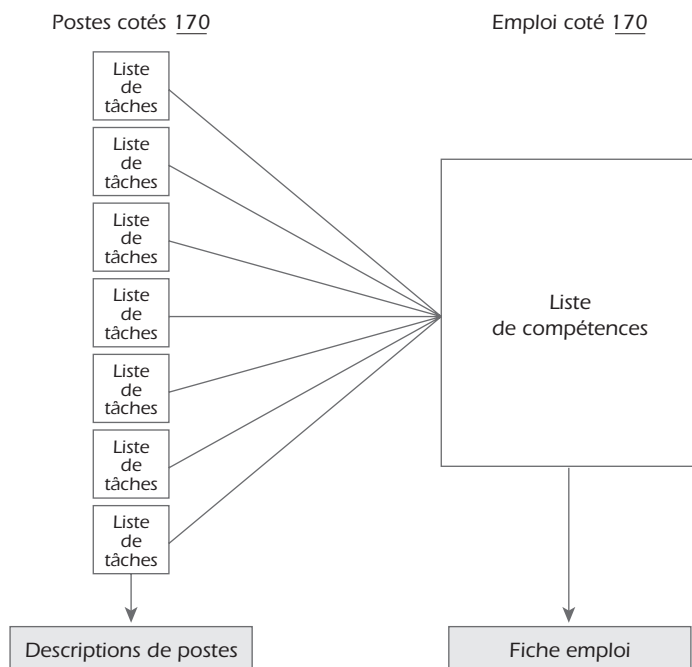 Postes cotés 170
Emploi coté 170
Liste
de
tâches
Liste
de
tâches
Liste
de
tâches
Liste
de
tâches
Liste
de
tâches
Liste
de
tâches
Liste
de
tâches
Liste
de compétences
Descriptions de postes
Fiche emploi